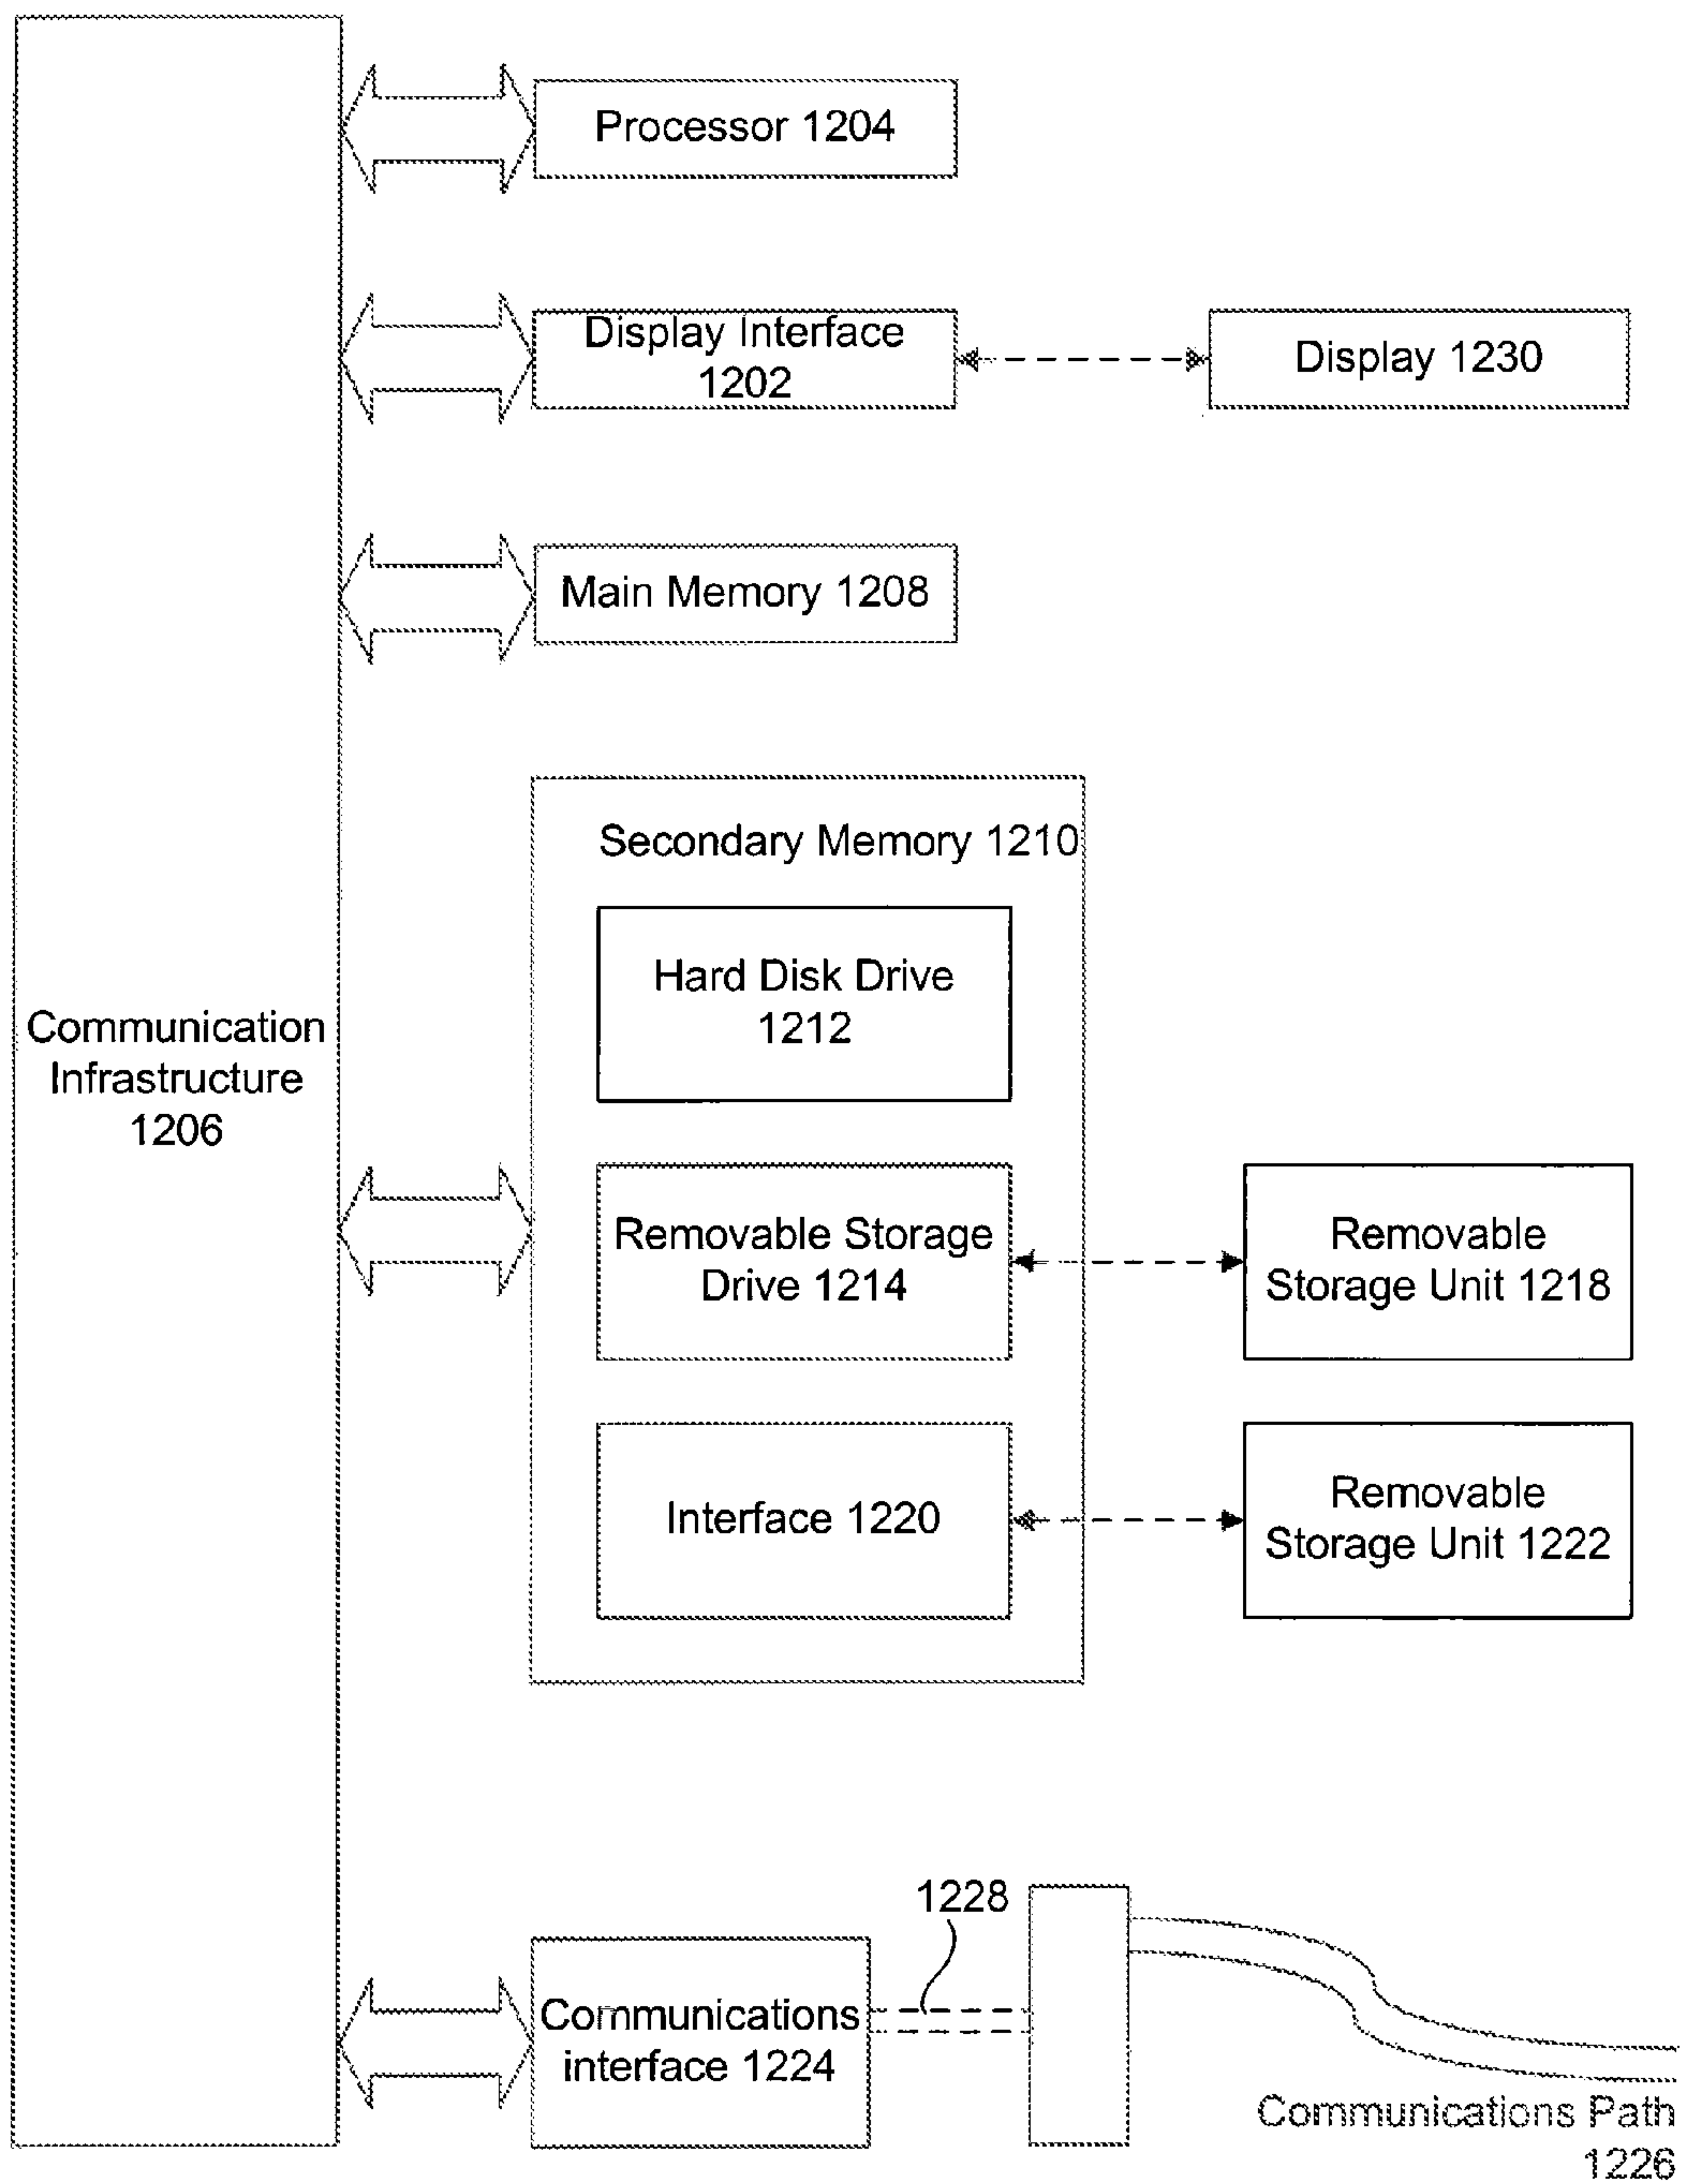 Processor 1204
Display Interface
1202
Display 1230
Main Memory 1208
Secondary Memory 1210
Hard Disk Drive
1212
Communication
Infrastructure
1206
Removable Storage
Drive 1214
Removable
Storage Unit 1218
Interface 1220
Removable
Storage Unit 1222
1228
Communications
interface 1224
Communications Path
1226